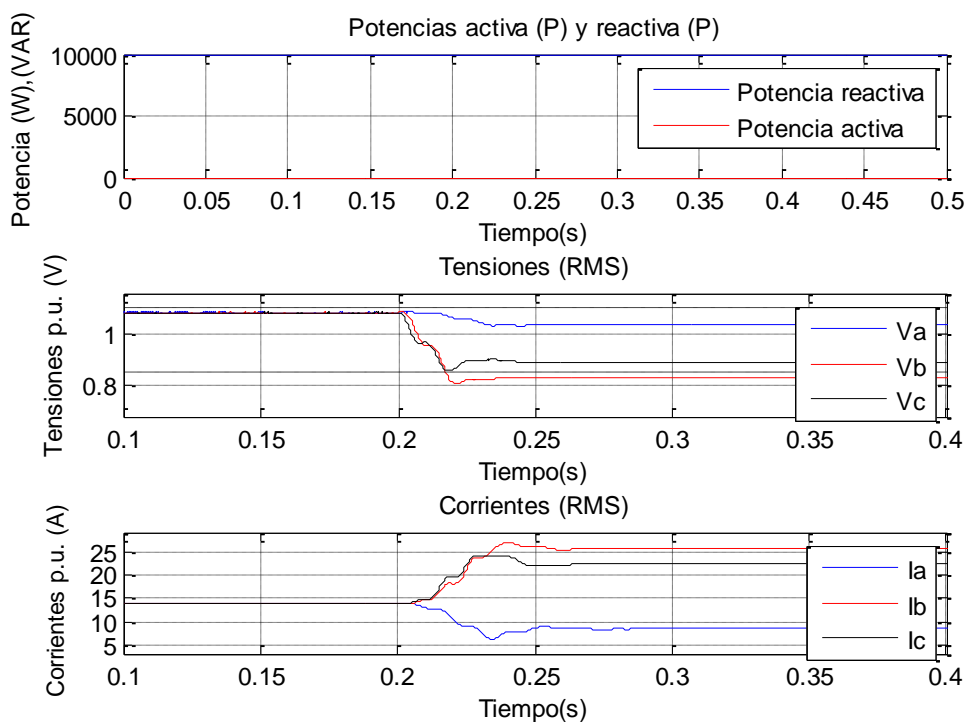 Potencias activa (P) y reactiva (P)
Potencia (W),(VAR)
10000
5000
0
Potencia reactiva
Potencia activa
0 0.05 0.1 0.15 0.2 0.25 0.3 0.35 0.4 0.45 0.5
Tiempo(s)
Tensiones (RMS)
Tensiones p.u. (V)
1
0.8
Va
Vb
Vc
0.1 0.15 0.2 0.25 0.3 0.35 0.4
Tiempo(s)
Corrientes (RMS)
Corrientes p.u. (A)
25
20
15
10
5
Ia
Ib
Ic
0.1 0.15 0.2 0.25 0.3 0.35 0.4
Tiempo(s)